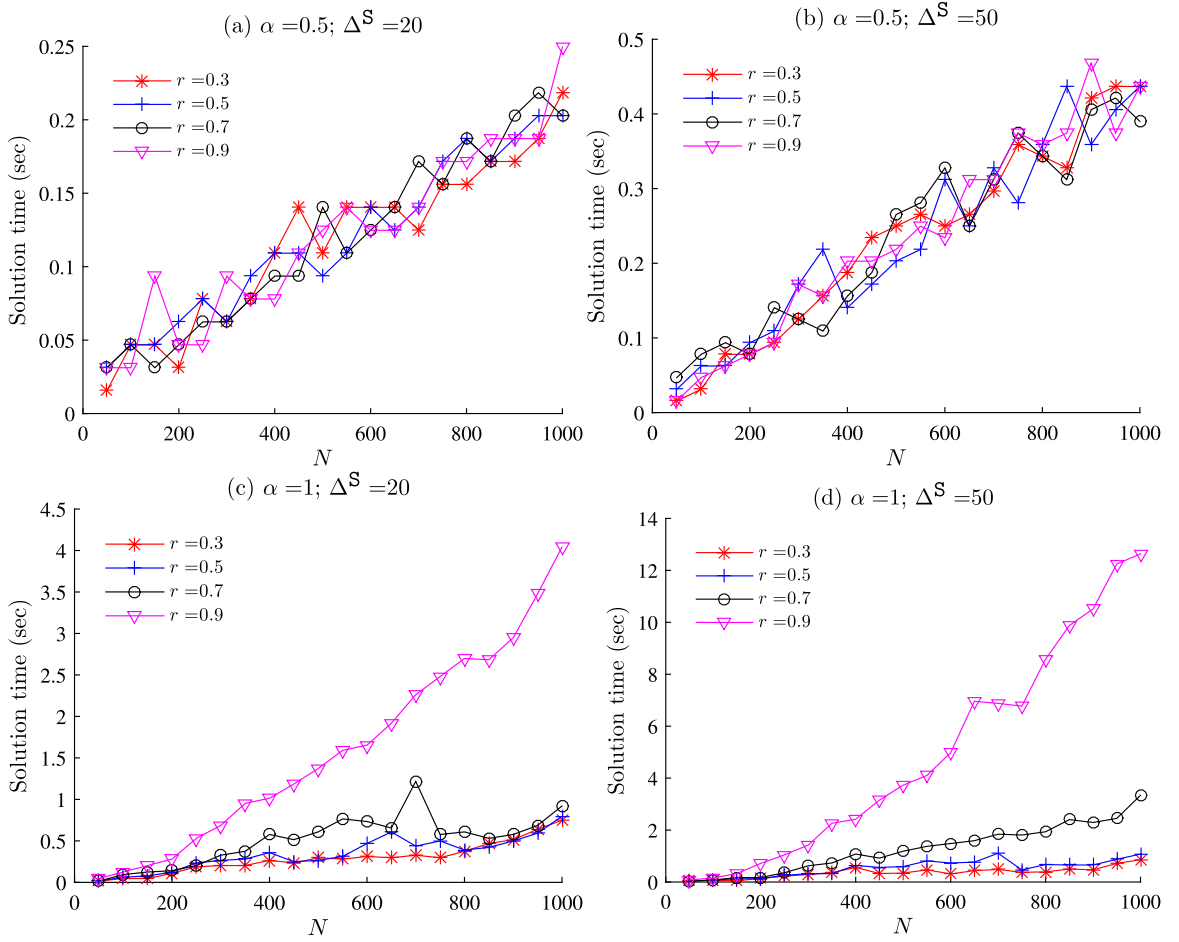 (a) α =0.5; Δ^S =20
0.25
0.2
0.15
0.1
0.05
0
0
200
400
600
800
1000
Solution time (sec)
N
r =0.3
r =0.5
r =0.7
r =0.9
(b) α =0.5; Δ^S =50
0.5
0.4
0.3
0.2
0.1
0
0
200
400
600
800
1000
Solution time (sec)
N
r =0.3
r =0.5
r =0.7
r =0.9
(c) α =1; Δ^S =20
4.5
4
3.5
3
2.5
2
1.5
1
0.5
0
0
200
400
600
800
1000
Solution time (sec)
N
r =0.3
r =0.5
r =0.7
r =0.9
(d) α =1; Δ^S =50
14
12
10
8
6
4
2
0
0
200
400
600
800
1000
Solution time (sec)
N
r =0.3
r =0.5
r =0.7
r =0.9